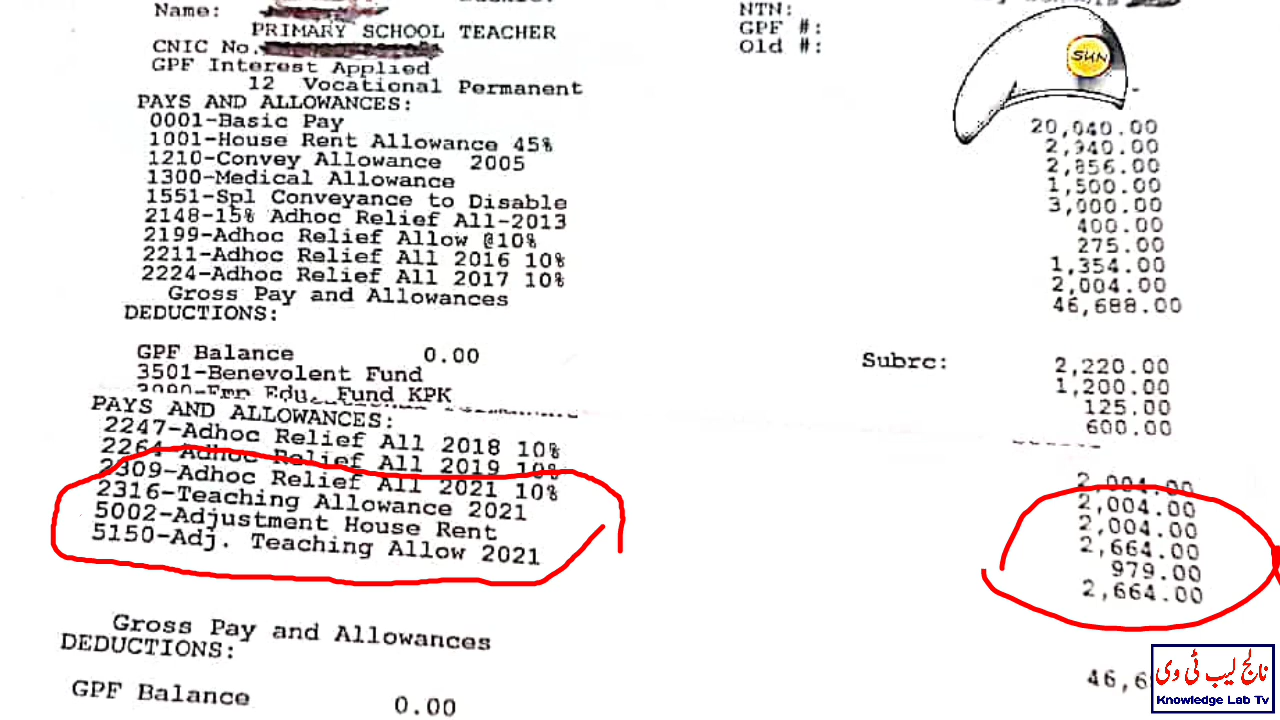 Name:
PRIMARY SCHOOL TEACHER
CNIC No.
GPF Interest Applied
12 Vocational Permanent
NTN:
GPF #:
Old #:
SUN
PAYS AND ALLOWANCES:
0001-Basic Pay 20,040.00
1001-House Rent Allowance 45% 2,940.00
1210-Convey Allowance 2005 2,856.00
1300-Medical Allowance 1,500.00
1551-Spl Conveyance to Disable 3,000.00
2148-15% Adhoc Relief All-2013 400.00
2199-Adhoc Relief Allow @10% 275.00
2211-Adhoc Relief All 2016 10% 1,354.00
2224-Adhoc Relief All 2017 10% 2,004.00
Gross Pay and Allowances 46,688.00
DEDUCTIONS:
GPF Balance 0.00 Subrc: 2,220.00
3501-Benevolent Fund 1,200.00
Fund KPK 125.00
600.00
PAYS AND ALLOWANCES:
2247-Adhoc Relief All 2018 10% 2,004.00
2264-Adhoc Relief All 2019 10% 2,004.00
2309-Adhoc Relief All 2021 10% 2,004.00
2316-Teaching Allowance 2021 2,664.00
5002-Adjustment House Rent 979.00
5150-Adj. Teaching Allow 2021 2,664.00
Gross Pay and Allowances 46,6
DEDUCTIONS:
GPF Balance 0.00
نالج لیب ٹی وی
Knowledge Lab Tv